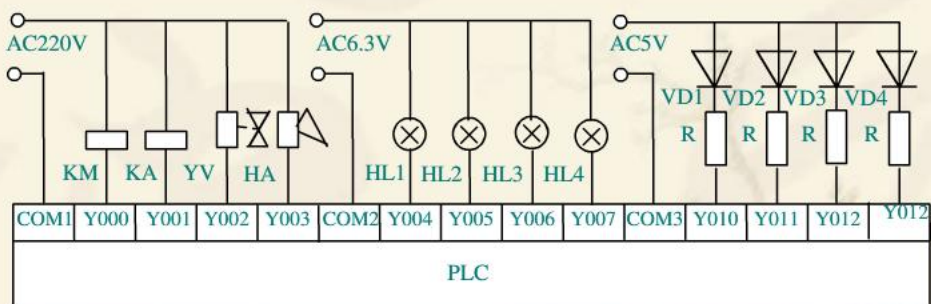 AC220V AC6.3V AC5V
VD1 VD2 VD3 VD4
R R R R
KM KA YV HA HL1 HL2 HL3 HL4
COM1 Y000 Y001 Y002 Y003 COM2 Y004 Y005 Y006 Y007 COM3 Y010 Y011 Y012 Y012
PLC